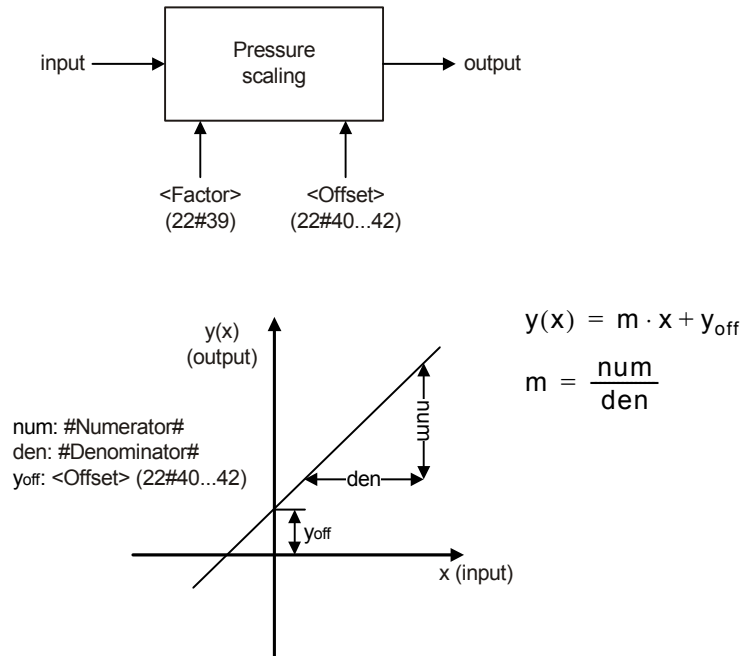 Pressure
scaling
input
output
<Factor>
(22#39)
<Offset>
(22#40...42)
y(x)
(output)
y(x) = m · x + yoff
m = num
den
num: #Numerator#
den: #Denominator#
yoff: <Offset> (22#40...42)
num
den
yoff
x (input)